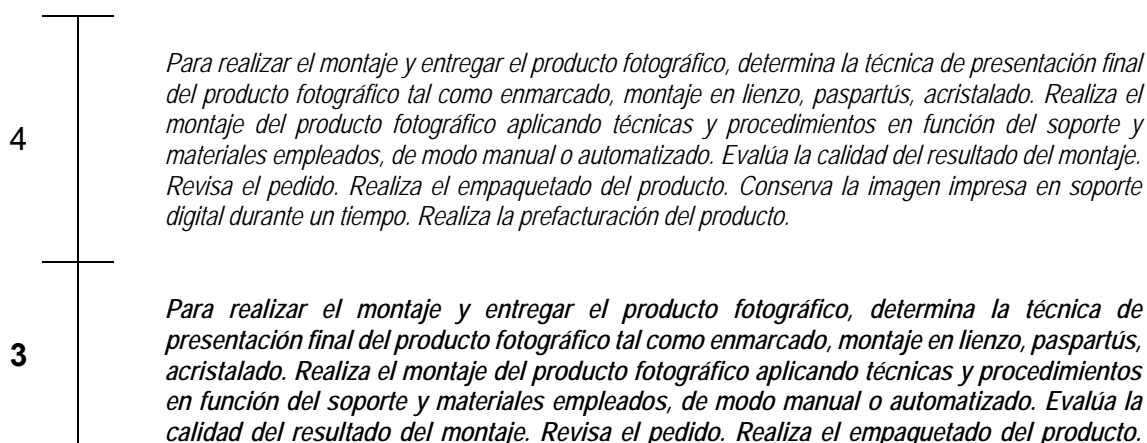 Para realizar el montaje y entregar el producto fotográfico, determina la técnica de presentación final
del producto fotográfico tal como enmarcado, montaje en lienzo, paspartús, acristalado. Realiza el
4
montaje del producto fotográfico aplicando técnicas y procedimientos en función del soporte y
materiales empleados, de modo manual o automatizado. Evalúa la calidad del resultado del montaje.
Revisa el pedido. Realiza el empaquetado del producto. Conserva la imagen impresa en soporte
digital durante un tiempo. Realiza la prefacturación del producto.
Para realizar el montaje y entregar el producto fotográfico, determina la técnica de
presentación final del producto fotográfico tal como enmarcado, montaje en lienzo, paspartús,
3
acristalado. Realiza el montaje del producto fotográfico aplicando técnicas y procedimientos
en función del soporte y materiales empleados, de modo manual o automatizado. Evalúa la
calidad del resultado del montaje. Revisa el pedido. Realiza el empaquetado del producto.